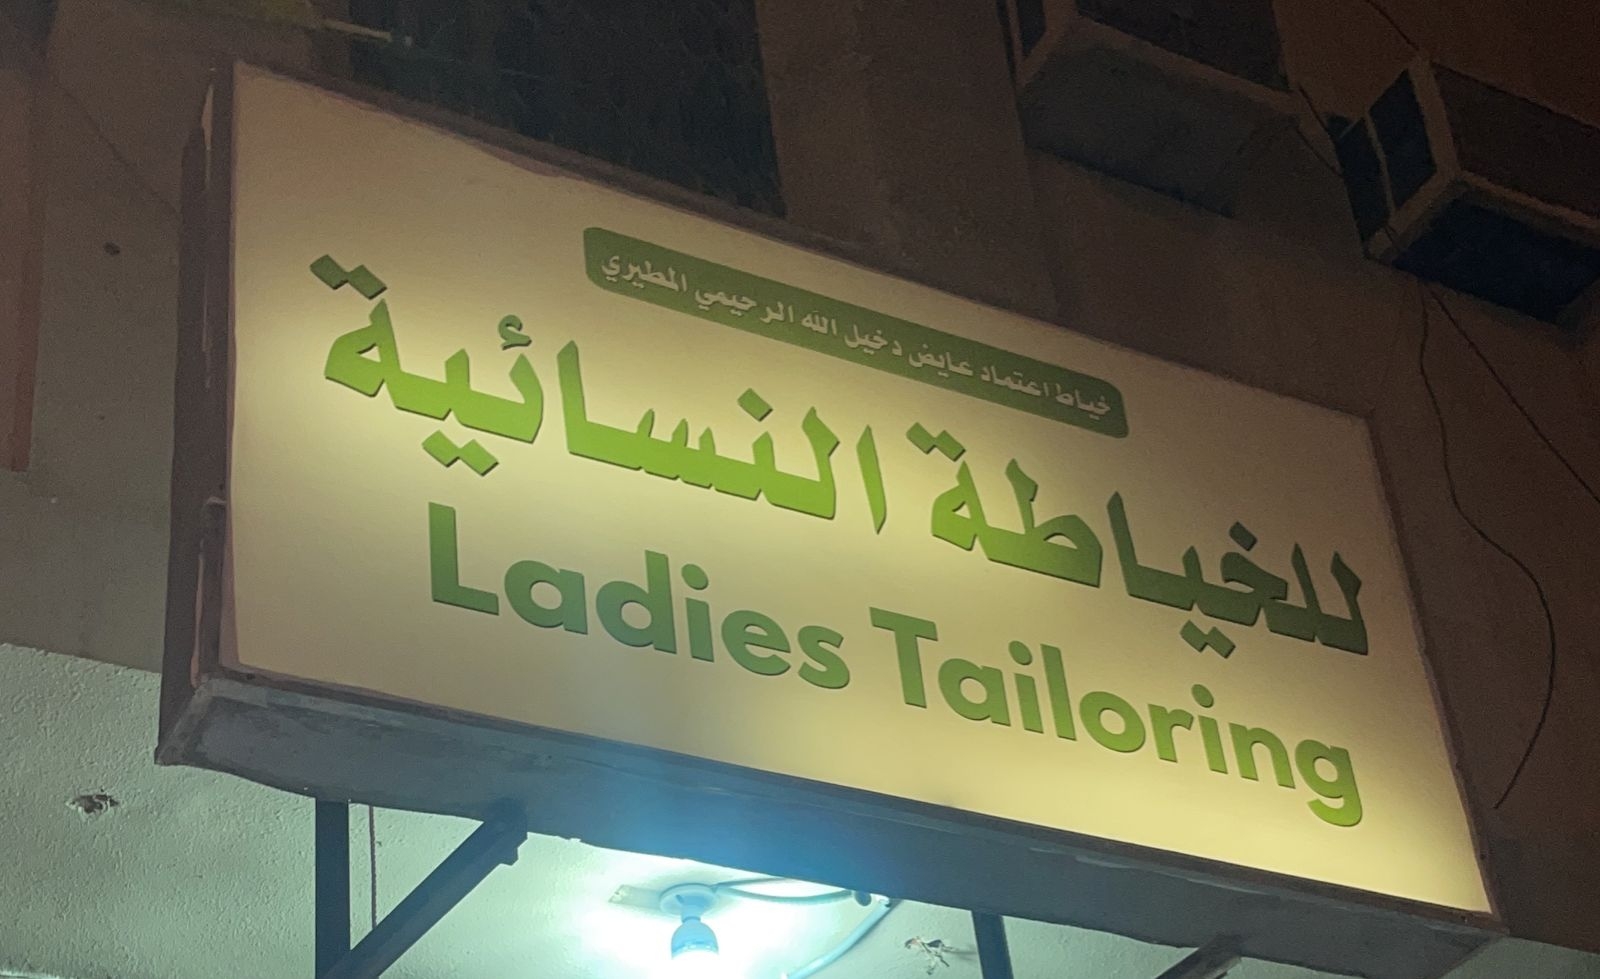 خياط اعتماد عايض دخيل الله الرحيمي المطيري
للخياطة النسائية
Ladies Tailoring